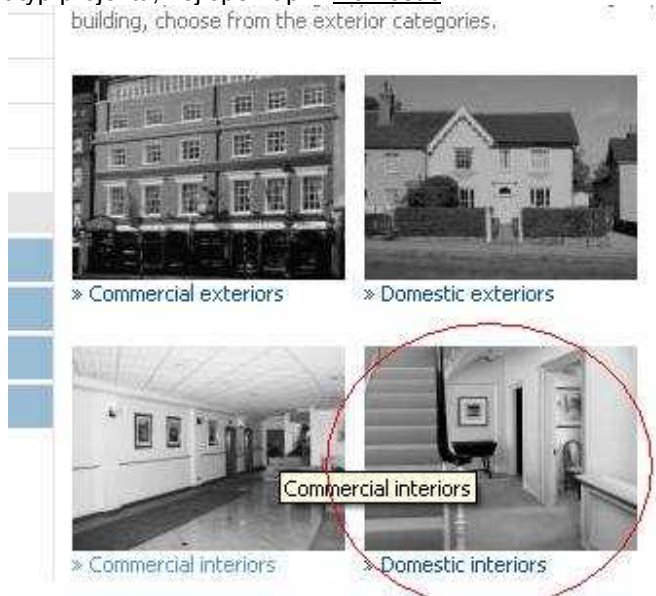 building, choose from the exterior categories.
» Commercial exteriors
» Domestic exteriors
Commercial interiors
» Commercial interiors
» Domestic interiors